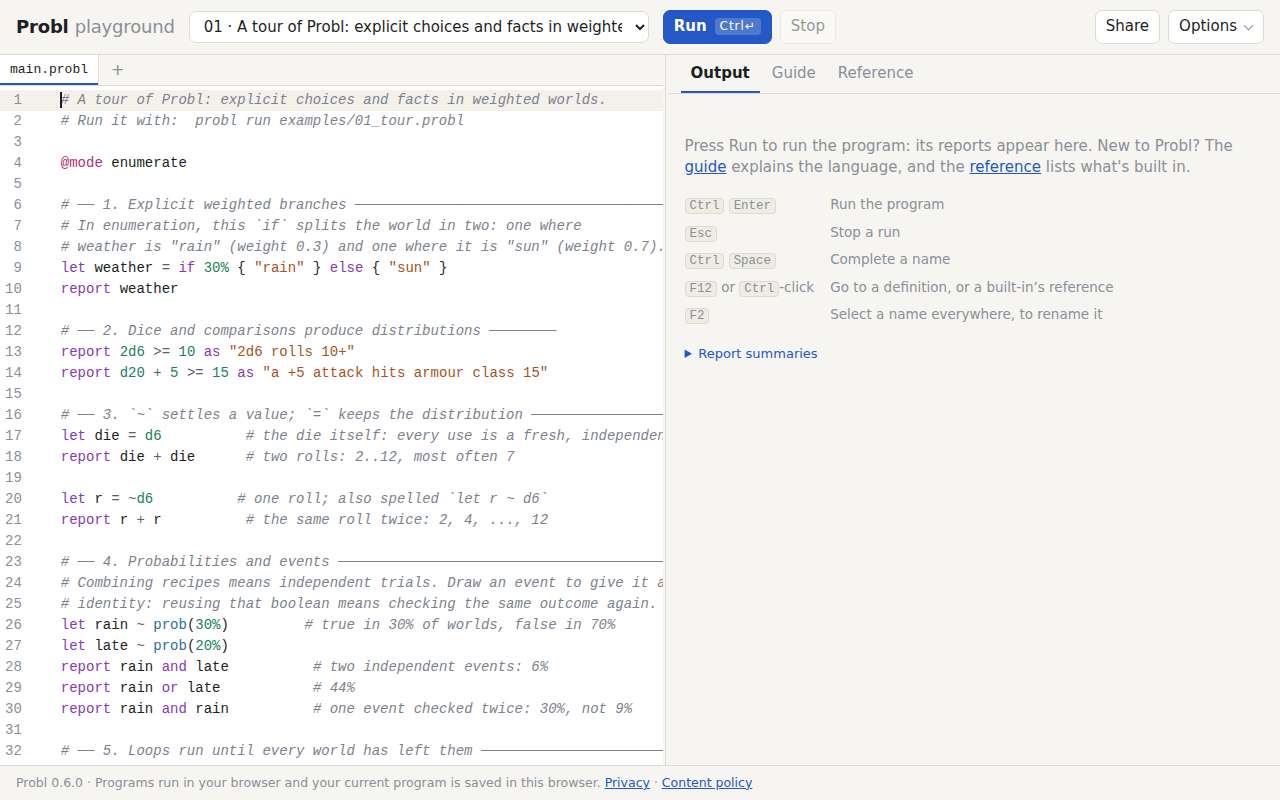 Probl playground
01 · A tour of Probl: explicit choices and facts in weighte
Run Ctrl↵
Stop
Share
Options
main.probl
+
Output
Guide
Reference
1 # A tour of Probl: explicit choices and facts in weighted worlds.
2 # Run it with:  probl run examples/01_tour.probl
3
4 @mode enumerate
5
6 # ── 1. Explicit weighted branches ──────────────────────
7 # In enumeration, this `if` splits the world in two: one where
8 # weather is "rain" (weight 0.3) and one where it is "sun" (weight 0.7).
9 let weather = if 30% { "rain" } else { "sun" }
10 report weather
11
12 # ── 2. Dice and comparisons produce distributions ────────
13 report 2d6 >= 10 as "2d6 rolls 10+"
14 report d20 + 5 >= 15 as "a +5 attack hits armour class 15"
15
16 # ── 3. `~` settles a value; `=` keeps the distribution ────────────────
17 let die = d6          # the die itself: every use is a fresh, independen
18 report die + die      # two rolls: 2..12, most often 7
19
20 let r = ~d6          # one roll; also spelled `let r ~ d6`
21 report r + r          # the same roll twice: 2, 4, ..., 12
22
23 # ── 4. Probabilities and events ──────────────────────
24 # Combining recipes means independent trials. Draw an event to give it a
25 # identity: reusing that boolean means checking the same outcome again.
26 let rain ~ prob(30%)         # true in 30% of worlds, false in 70%
27 let late ~ prob(20%)
28 report rain and late          # two independent events: 6%
29 report rain or late           # 44%
30 report rain and rain          # one event checked twice: 30%, not 9%
31
32 # ── 5. Loops run until every world has left them ──────────────────────
Press Run to run the program: its reports appear here. New to Probl? The
guide explains the language, and the reference lists what's built in.
Ctrl Enter Run the program
Esc Stop a run
Ctrl Space Complete a name
F12 or Ctrl-click Go to a definition, or a built-in’s reference
F2 Select a name everywhere, to rename it
▶ Report summaries
Probl 0.6.0 · Programs run in your browser and your current program is saved in this browser. Privacy · Content policy